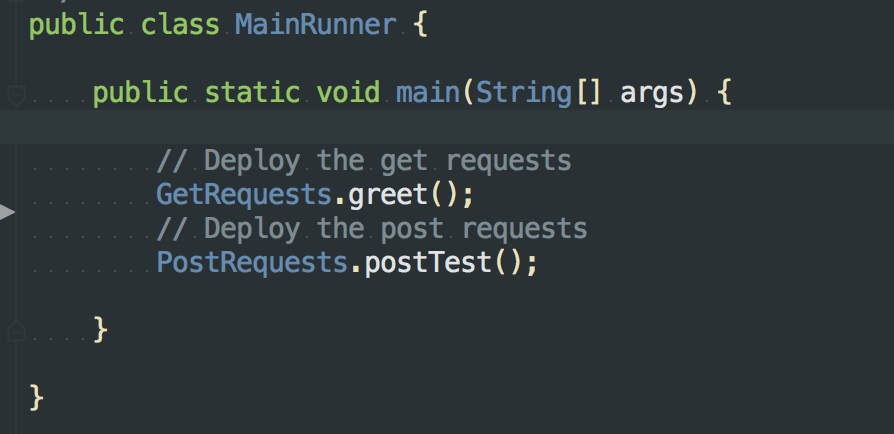 public class MainRunner {
public static void main(String[] args) {
// Deploy the get requests
GetRequests.greet();
// Deploy the post requests
PostRequests.postTest();
}
}